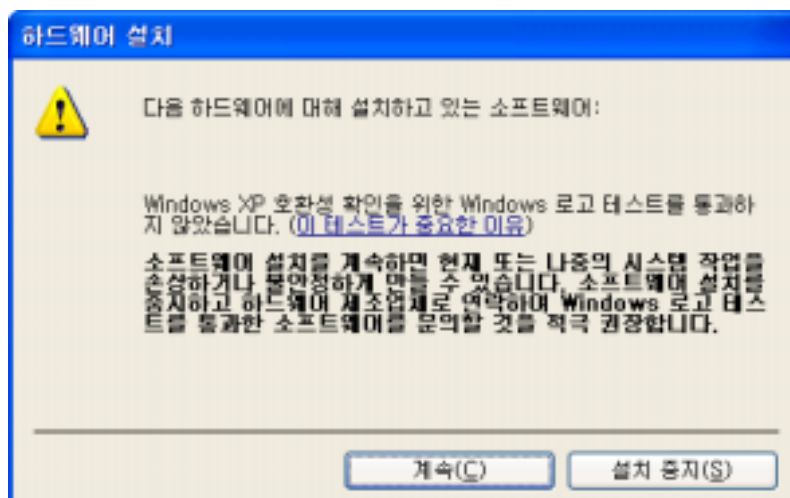 하드웨어 설치
다음 하드웨어에 대해 설치하고 있는 소프트웨어:
Windows XP 호환성 확인을 위한 Windows 로고 테스트를 통과하
지 않았습니다. (이 테스트가 중요한 이유)
소프트웨어 설치를 계속하면 현재 또는 나중의 시스템 작업을
손상하거나 불안정하게 만들 수 있습니다. 소프트웨어 설치를
중지하고 하드웨어 제조업체로 연락하여 Windows 로고 테스
트를 통과한 소프트웨어를 문의할 것을 적극 권장합니다.
계속(C) 설치 중지(S)